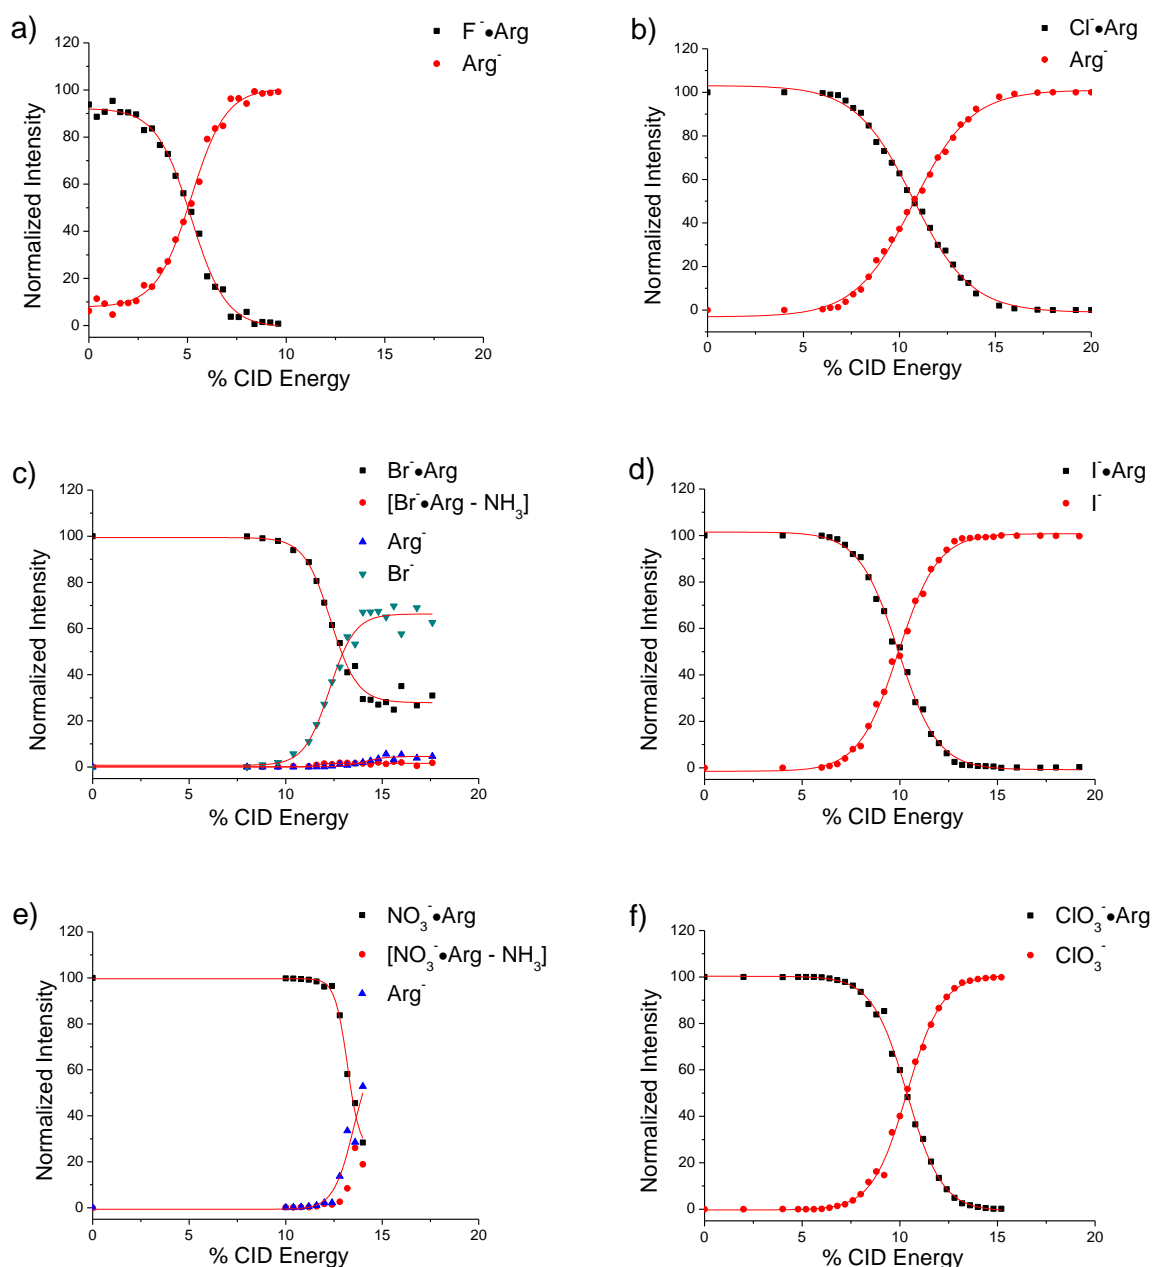 a)
F⁻•Arg
Arg⁻
120
100
80
60
40
20
0
0 5 10 15 20
Normalized Intensity
% CID Energy
b)
Cl⁻•Arg
Arg⁻
120
100
80
60
40
20
0
0 5 10 15 20
Normalized Intensity
% CID Energy
c)
Br⁻•Arg
[Br⁻•Arg - NH₃]
Arg⁻
Br⁻
120
100
80
60
40
20
0
0 5 10 15 20
Normalized Intensity
% CID Energy
d)
I⁻•Arg
I⁻
120
100
80
60
40
20
0
0 5 10 15 20
Normalized Intensity
% CID Energy
e)
NO₃⁻•Arg
[NO₃⁻•Arg - NH₃]
Arg⁻
120
100
80
60
40
20
0
0 5 10 15 20
Normalized Intensity
% CID Energy
f)
ClO₃⁻•Arg
ClO₃⁻
120
100
80
60
40
20
0
0 5 10 15 20
Normalized Intensity
% CID Energy